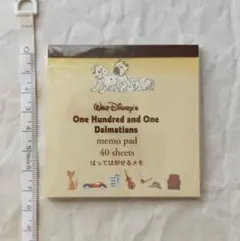 Walt Disney's
One Hundred and One
Dalmatians
memo pad
40 sheets
はってはがせるメモ